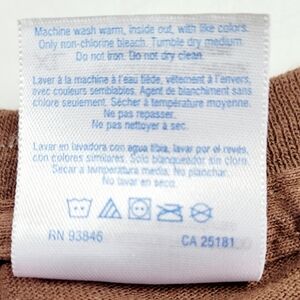 Machine wash warm, inside out, with like colors.
Only non-chlorine bleach. Tumble dry medium.
Do not iron. Do not dry clean.
Laver à la machine à l'eau tiède, vêtement à l'envers,
avec couleurs semblables. Agent de blanchiment sans
chlore seulement. Sécher à température moyenne.
Ne pas repasser.
Ne pas nettoyer à sec.
Lavar en lavadora con agua tibia, lavar por el revés,
con colores similares. Solo blanqueador sin cloro.
Secar a temperatura media. No planchar.
No lavar en seco.
RN 93846 CA 25181